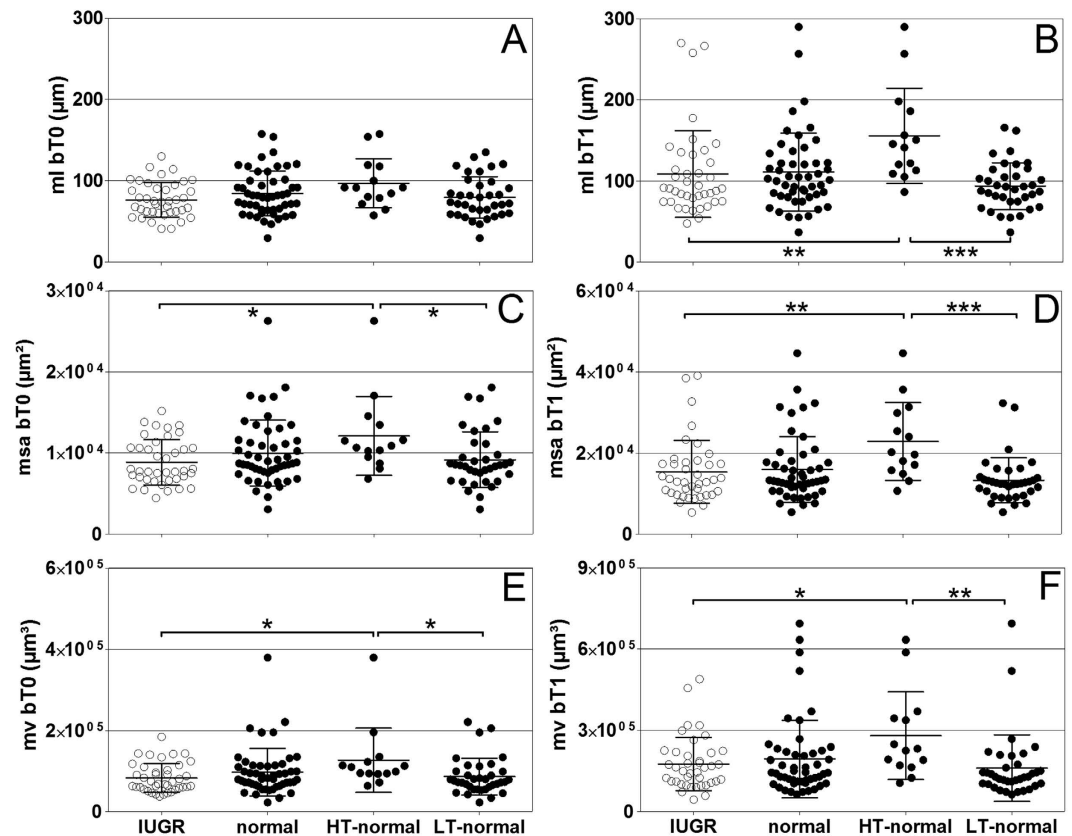 A
ml bT0 (µm)
300
200
100
0
B
ml bT1 (µm)
300
200
100
0
** ***
C
msa bT0 (µm²)
3×10⁰⁴
2×10⁰⁴
1×10⁰⁴
0
* *
D
msa bT1 (µm²)
6×10⁰⁴
4×10⁰⁴
2×10⁰⁴
0
** ***
E
mv bT0 (µm³)
6×10⁰⁵
4×10⁰⁵
2×10⁰⁵
0
* *
IUGR normal HT-normal LT-normal
F
mv bT1 (µm³)
9×10⁰⁵
6×10⁰⁵
3×10⁰⁵
0
* **
IUGR normal HT-normal LT-normal